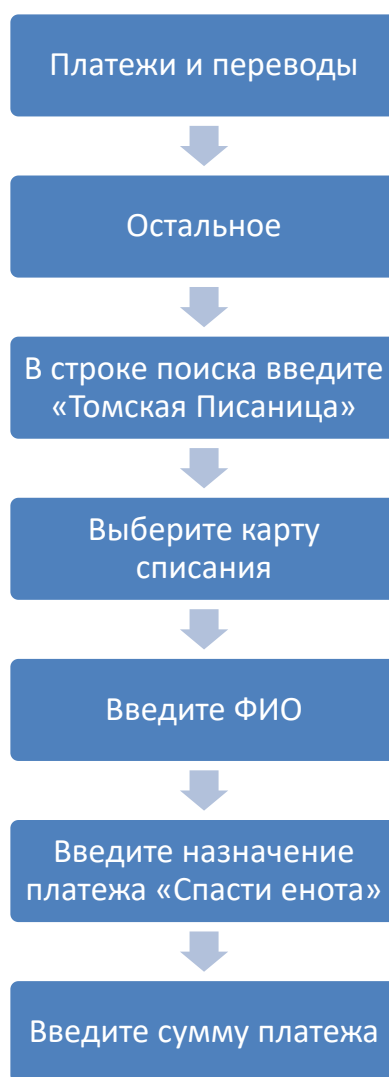 Платежи и переводы
Остальное
В строке поиска введите
«Томская Писаница»
Выберите карту
списания
Введите ФИО
Введите назначение
платежа «Спасти енота»
Введите сумму платежа